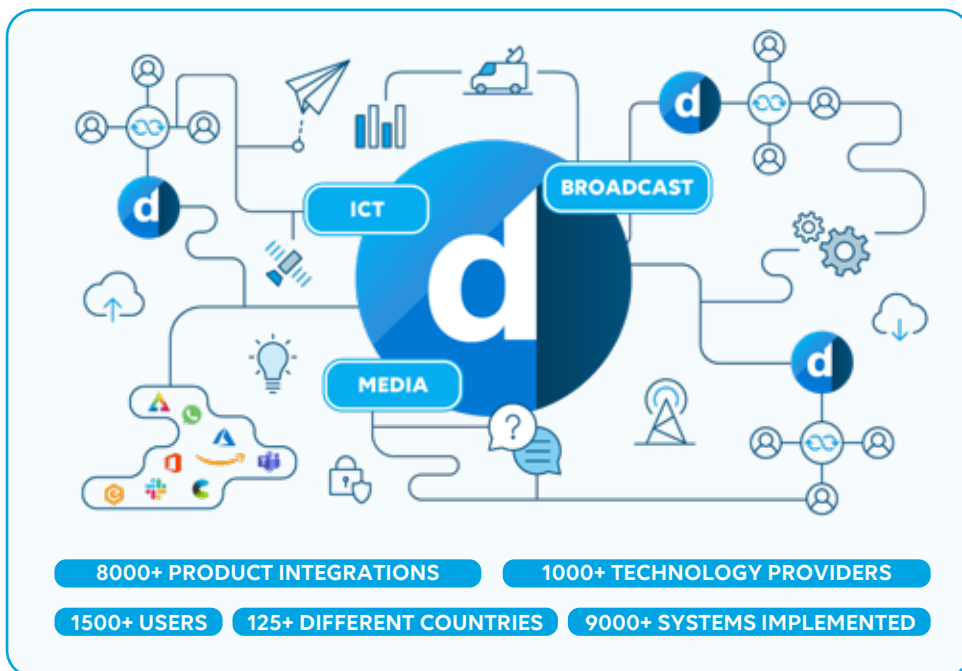 d
BROADCAST
d
ICT
d
d
MEDIA
d
?
8000+ PRODUCT INTEGRATIONS
1000+ TECHNOLOGY PROVIDERS
1500+ USERS
125+ DIFFERENT COUNTRIES
9000+ SYSTEMS IMPLEMENTED